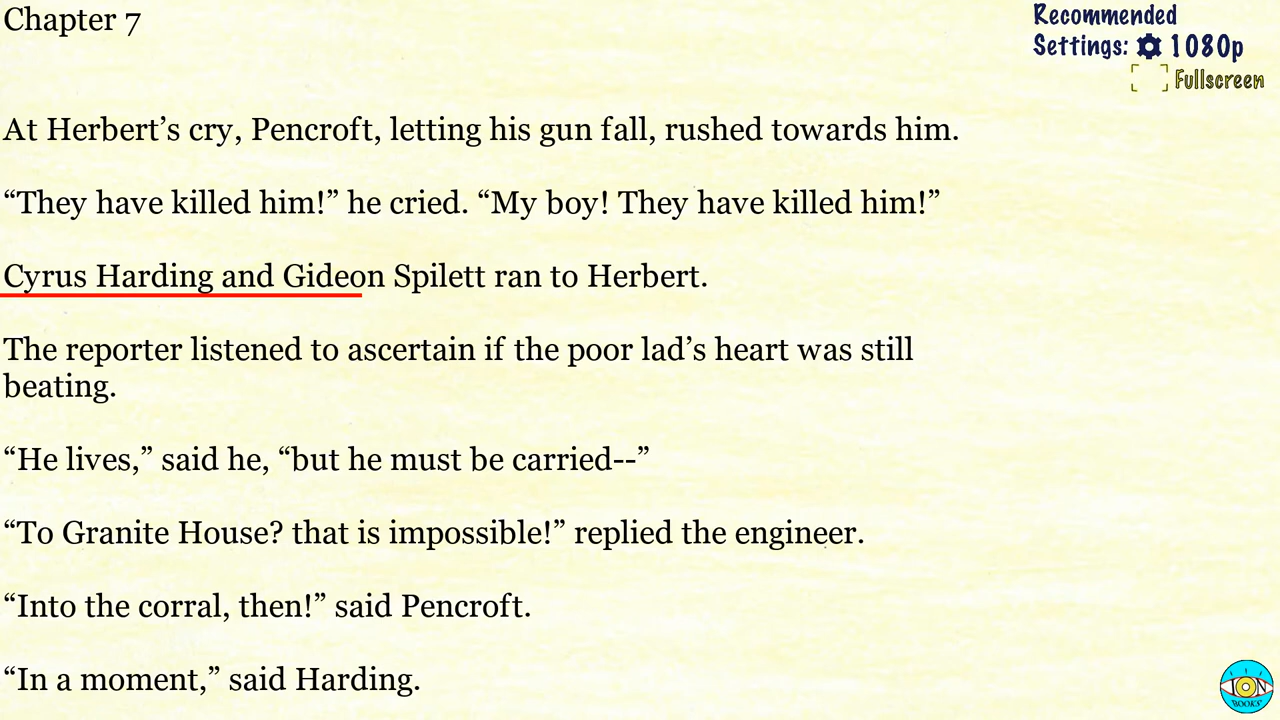 Chapter 7
Recommended
Settings: 1080p
Fullscreen
At Herbert’s cry, Pencroft, letting his gun fall, rushed towards him.
“They have killed him!” he cried. “My boy! They have killed him!”
Cyrus Harding and Gideon Spilett ran to Herbert.
The reporter listened to ascertain if the poor lad’s heart was still
beating.
“He lives,” said he, “but he must be carried--”
“To Granite House? that is impossible!” replied the engineer.
“Into the corral, then!” said Pencroft.
“In a moment,” said Harding.
ION
BOOKS